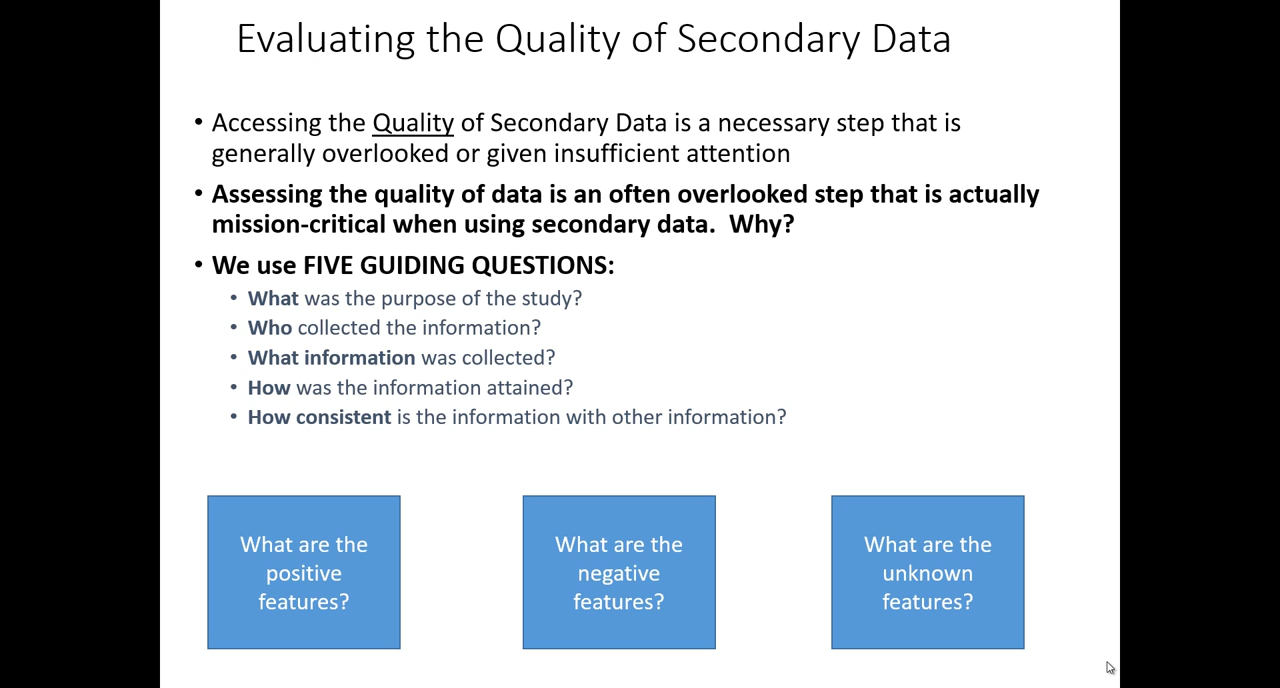 Evaluating the Quality of Secondary Data
• Accessing the Quality of Secondary Data is a necessary step that is
generally overlooked or given insufficient attention
• Assessing the quality of data is an often overlooked step that is actually
mission-critical when using secondary data.  Why?
• We use FIVE GUIDING QUESTIONS:
• What was the purpose of the study?
• Who collected the information?
• What information was collected?
• How was the information attained?
• How consistent is the information with other information?
What are the
positive
features?
What are the
negative
features?
What are the
unknown
features?